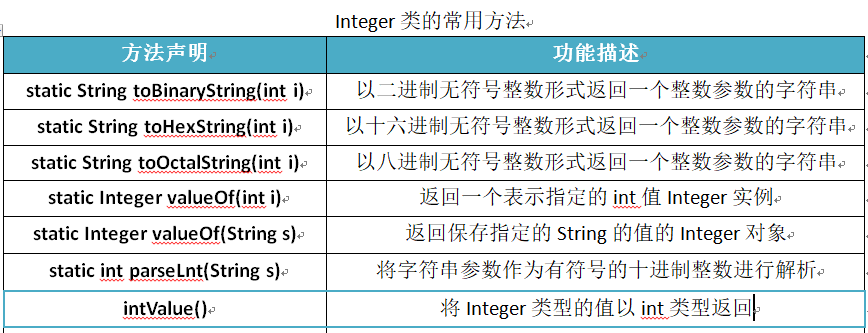 Integer 类的常用方法
方法声明 功能描述
static String toBinaryString(int i) 以二进制无符号整数形式返回一个整数参数的字符串
static String toHexString(int i) 以十六进制无符号整数形式返回一个整数参数的字符串
static String toOctalString(int i) 以八进制无符号整数形式返回一个整数参数的字符串
static Integer valueOf(int i) 返回一个表示指定的 int 值 Integer 实例
static Integer valueOf(String s) 返回保存指定的 String 的值的 Integer 对象
static int parseLnt(String s) 将字符串参数作为有符号的十进制整数进行解析
intValue() 将 Integer 类型的值以 int 类型返回